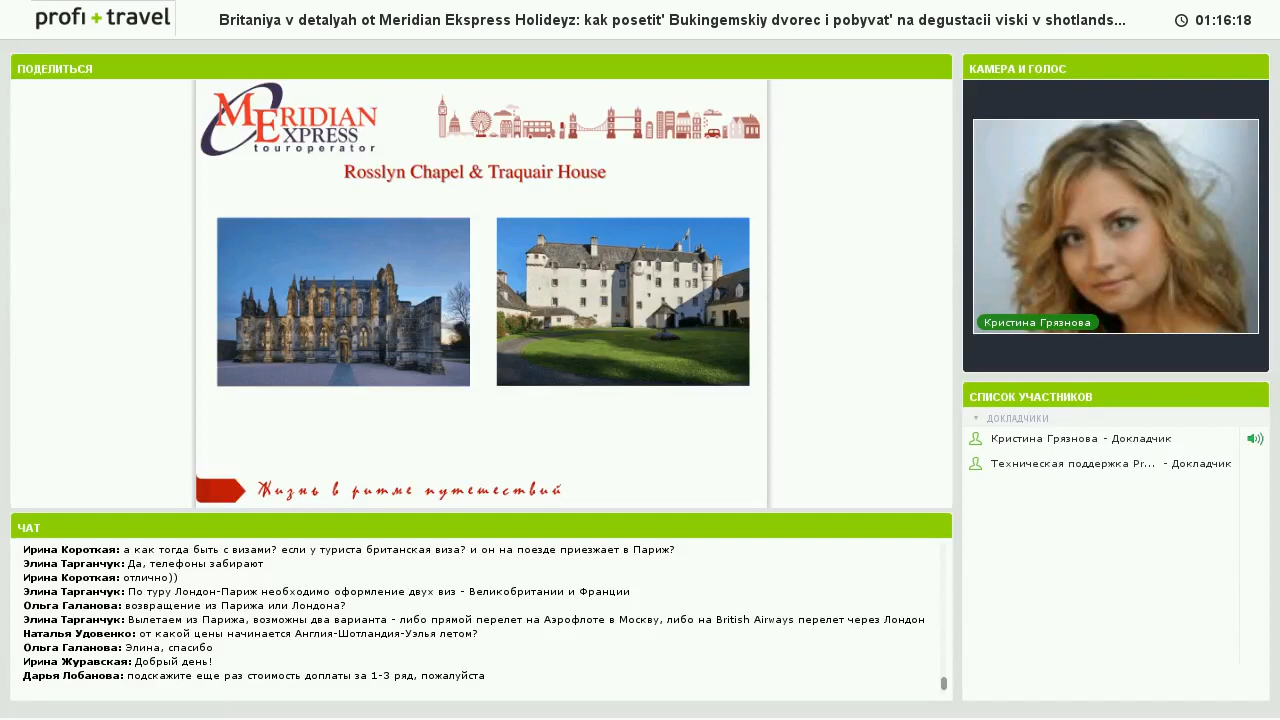 profi + travel
Britaniya v detalyah ot Meridian Ekspress Holideyz: kak posetit' Bukingemskiy dvorec i pobyvat' na degustacii viski v shotlands...
01:16:18
ПОДЕЛИТЬСЯ
MERIDIAN
EXPRESS
touroperator
Rosslyn Chapel & Traquair House
Жизнь в ритме путешествий
КАМЕРА И ГОЛОС
Кристина Грязнова
СПИСОК УЧАСТНИКОВ
ДОКЛАДЧИКИ
Кристина Грязнова - Докладчик
Техническая поддержка Pr... - Докладчик
ЧАТ
Ирина Короткая: а как тогда быть с визами? если у туриста британская виза? и он на поезде приезжает в Париж?
Элина Тарганчук: Да, телефоны забирают
Ирина Короткая: отлично))
Элина Тарганчук: По туру Лондон-Париж необходимо оформление двух виз - Великобритании и Франции
Ольга Галанова: возвращение из Парижа или Лондона?
Элина Тарганчук: Вылетаем из Парижа, возможны два варианта - либо прямой перелет на Аэрофлоте в Москву, либо на British Airways перелет через Лондон
Наталья Удовенко: от какой цены начинается Англия-Шотландия-Уэлья летом?
Ольга Галанова: Элина, спасибо
Ирина Журавская: Добрый день!
Дарья Лобанова: подскажите еще раз стоимость доплаты за 1-3 ряд, пожалуйста